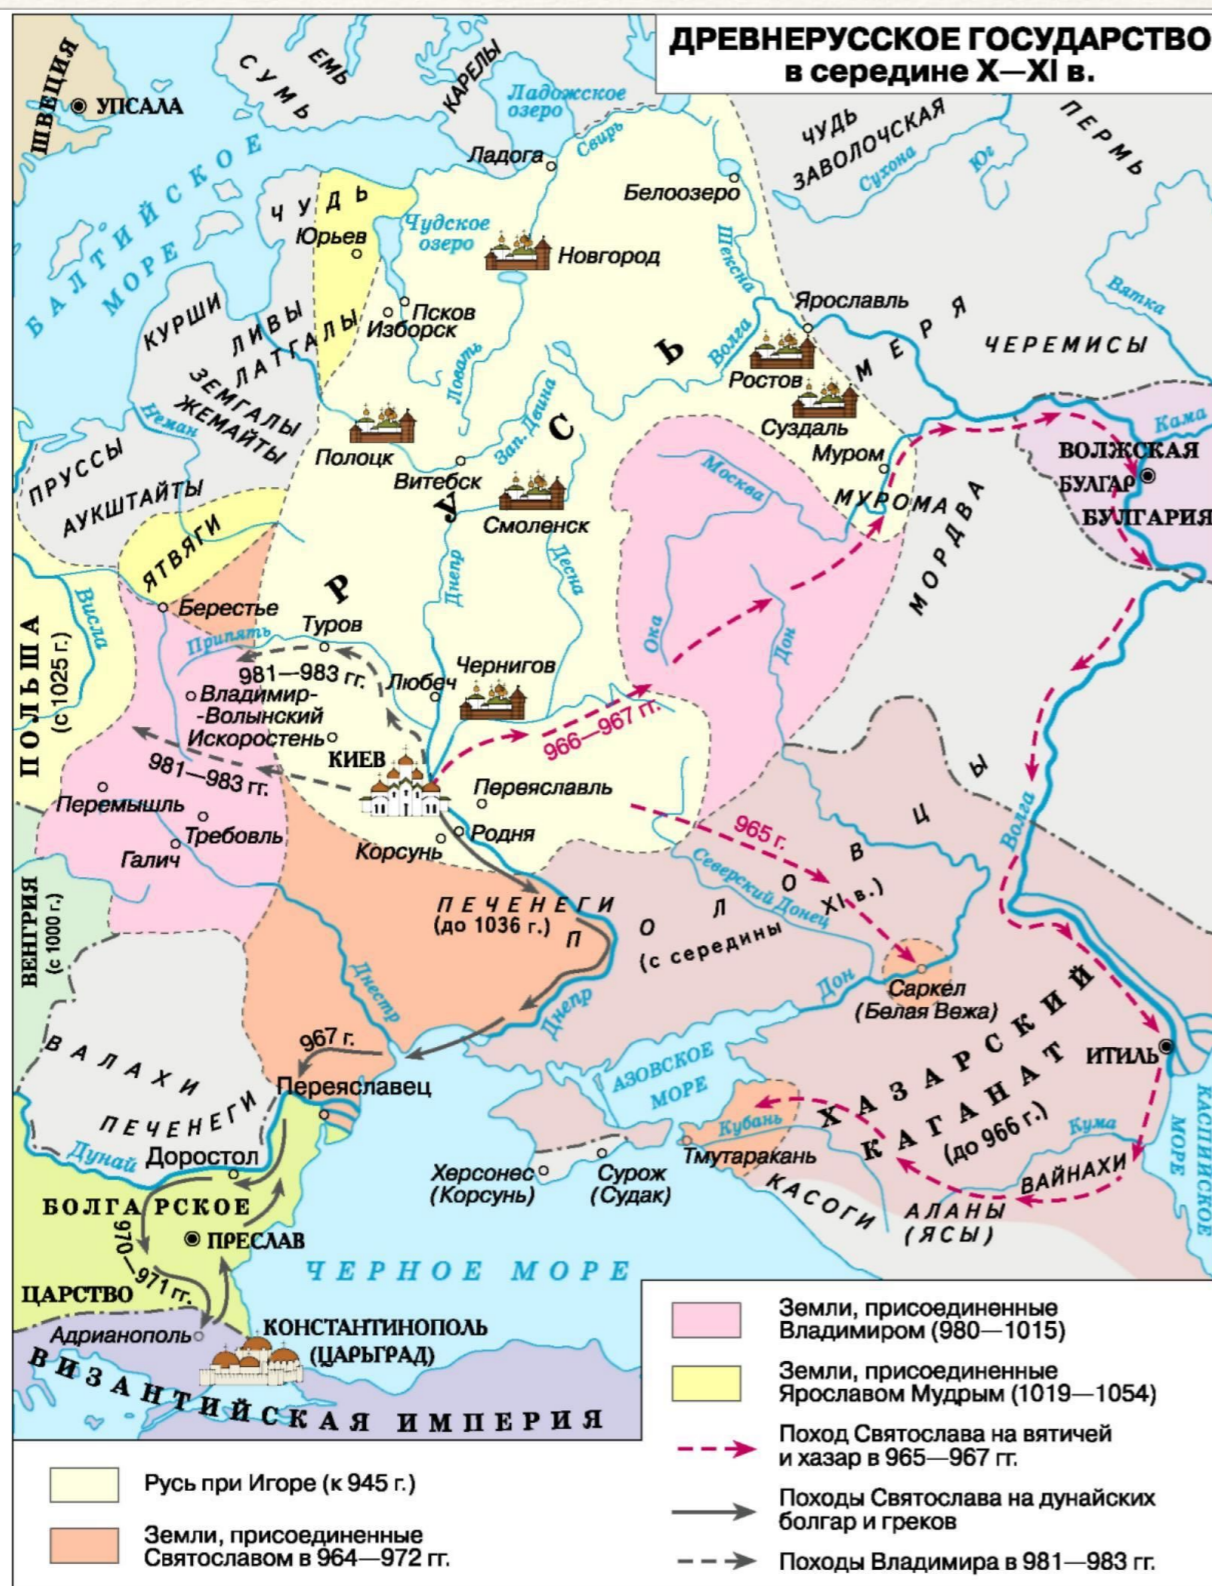 ДРЕВНЕРУССКОЕ ГОСУДАРСТВО
в середине X—XI в.
ШВЕЦИЯ
УПСАЛА
СУМЬ
ЕМЬ
КАРЕЛЫ
Ладожское
озеро
Свирь
Ладога
Белоозеро
ЧУДЬ
ЗАВОЛОЧСКАЯ
Сухона
Юг
ПЕРМЬ
БАЛТИЙСКОЕ
МОРЕ
ЧУДЬ
Юрьев
Чудское
озеро
Новгород
Шексна
Вятка
Псков
Изборск
Ярославль
КУРШИ
ЛИВЫ
ЛАТГАЛЫ
ЗЕМГАЛЫ
ЖЕМАЙТЫ
Ловать
Волга
МЕРЯ
ЧЕРЕМИСЫ
Ростов
Суздаль
Неман
Зап. Двина
РУСЬ
Полоцк
Витебск
Смоленск
Муром
МУРОМА
Москва
Кама
ВОЛЖСКАЯ
БУЛГАР
БУЛГАРИЯ
ПРУССЫ
АУКШТАЙТЫ
ЯТВЯГИ
МОРДВА
Днепр
Десна
Ока
Дон
ПОЛЬША
(с 1025 г.)
Висла
Берестье
Припять
Туров
981—983 гг.
Любеч
Чернигов
Владимир-
-Волынский
Искоростень
КИЕВ
966—967 гг.
981—983 гг.
Переяславль
Перемышль
Требовль
Галич
Корсунь
Родня
965 г.
Северский Донец
Волга
ВЕНГРИЯ
(с 1000 г.)
ПЕЧЕНЕГИ
(до 1036 г.)
ПОЛОВЦЫ
(с середины XI в.)
Днестр
Днепр
Дон
Саркел
(Белая Вежа)
ХАЗАРСКИЙ
КАГАНАТ
(до 966 г.)
ИТИЛЬ
ВАЛАХИ
ПЕЧЕНЕГИ
967 г.
Переяславец
АЗОВСКОЕ
МОРЕ
Кубань
Тмутаракань
Кума
ВАЙНАХИ
КАСПИЙСКОЕ
МОРЕ
Дунай
Доростол
Херсонес
(Корсунь)
Сурож
(Судак)
КАСОГИ
АЛАНЫ
(ЯСЫ)
БОЛГАРСКОЕ
ЦАРСТВО
ПРЕСЛАВ
970—971 гг.
ЧЕРНОЕ МОРЕ
Адрианополь
КОНСТАНТИНОПОЛЬ
(ЦАРЬГРАД)
ВИЗАНТИЙСКАЯ ИМПЕРИЯ
Русь при Игоре (к 945 г.)
Земли, присоединенные
Святославом в 964—972 гг.
Земли, присоединенные
Владимиром (980—1015)
Земли, присоединенные
Ярославом Мудрым (1019—1054)
Поход Святослава на вятичей
и хазар в 965—967 гг.
Походы Святослава на дунайских
болгар и греков
Походы Владимира в 981—983 гг.